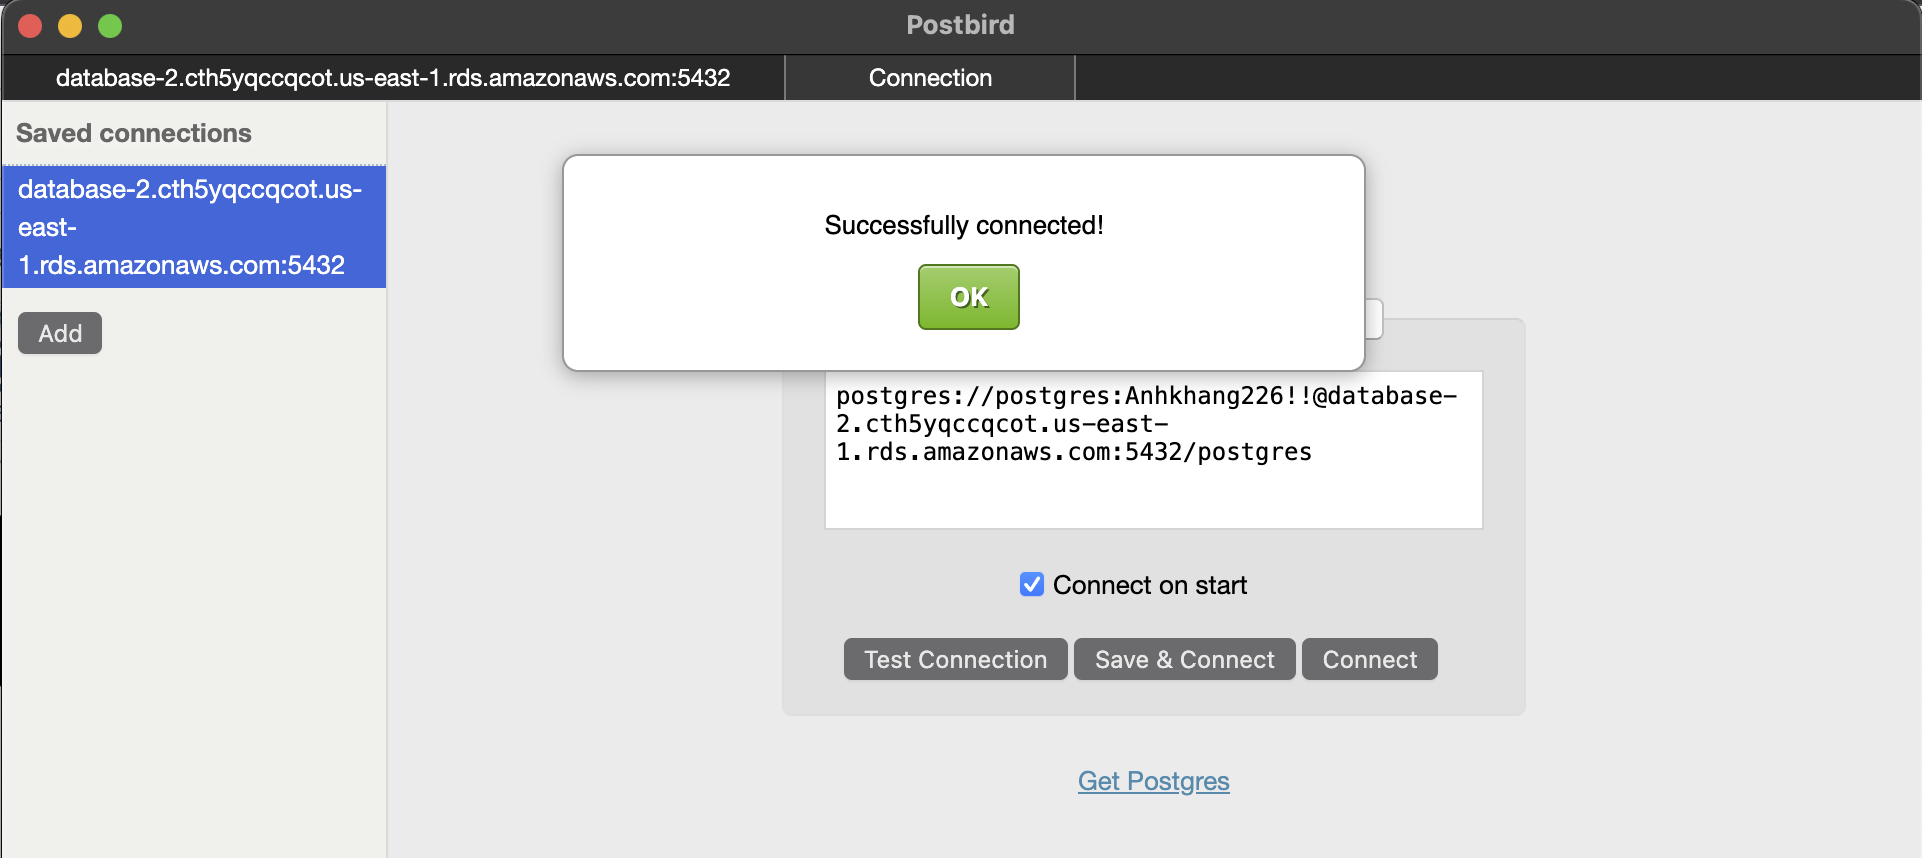 Postbird
database-2.cth5yqccqcot.us-east-1.rds.amazonaws.com:5432
Connection
Saved connections
database-2.cth5yqccqcot.us-
east-
1.rds.amazonaws.com:5432
Add
Successfully connected!
OK
postgres://postgres:Anhkhang226!!@database-
2.cth5yqccqcot.us-east-
1.rds.amazonaws.com:5432/postgres
Connect on start
Test Connection
Save & Connect
Connect
Get Postgres